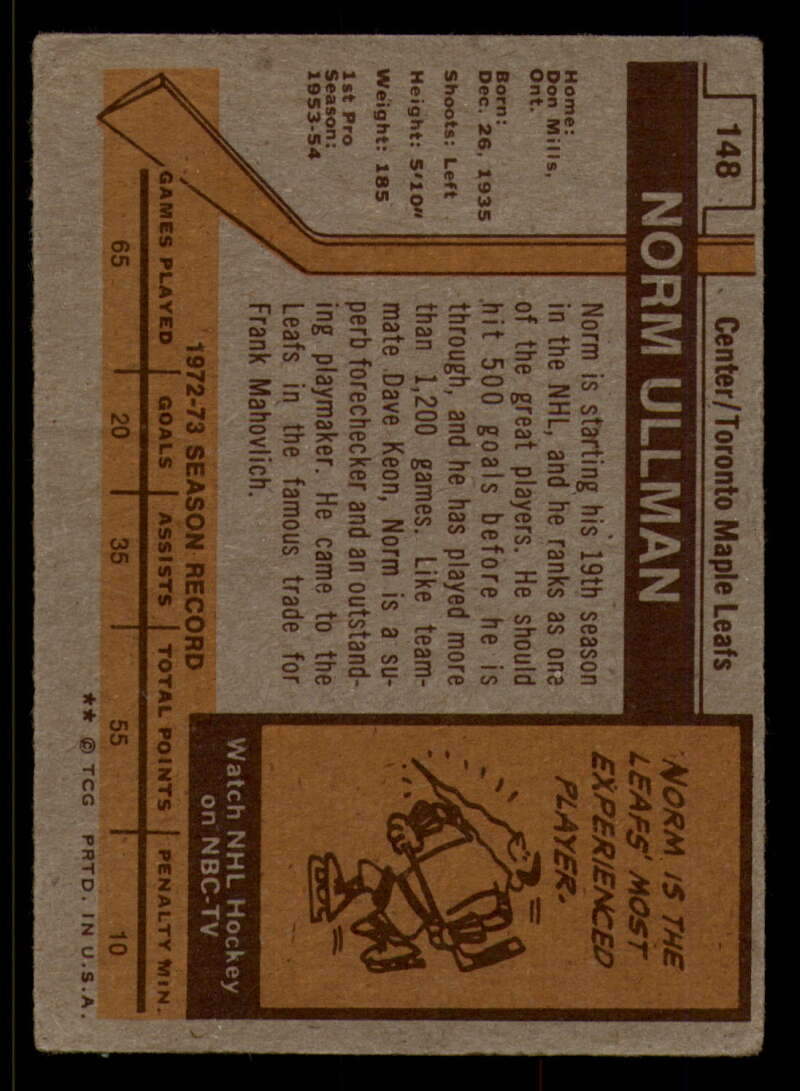 148
Center/Toronto Maple Leafs
NORM ULLMAN
Home:
Don Mills,
Ont.
Born:
Dec. 26, 1935
Shoots: Left
Height: 5'10"
Weight: 185
1st Pro
Season:
1953-54
Norm is starting his 19th season
in the NHL, and he ranks as one
of the great players. He should
hit 500 goals before he is
through, and he has played more
than 1,200 games. Like team-
mate Dave Keon, Norm is a su-
perb forechecker and an outstand-
ing playmaker. He came to the
Leafs in the famous trade for
Frank Mahovlich.
NORM IS THE
LEAFS' MOST
EXPERIENCED
PLAYER.
Watch NHL Hockey
on NBC-TV
1972-73 SEASON RECORD
GAMES PLAYED GOALS ASSISTS TOTAL POINTS PENALTY MIN.
65 20 35 55 10
** © TCG PRTD. IN U.S.A.